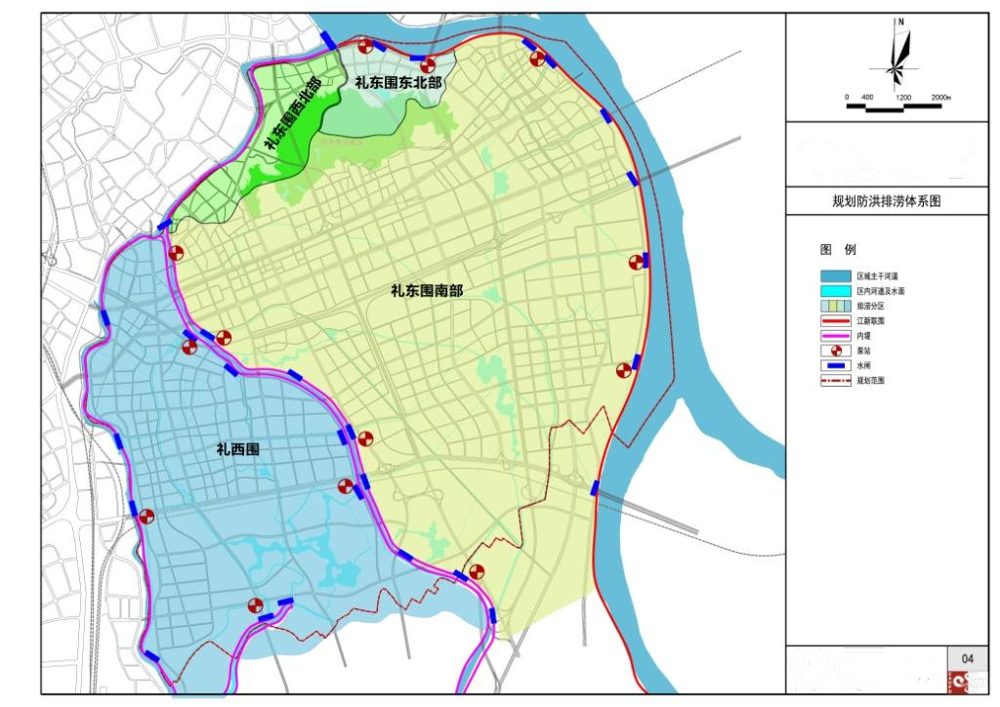 N
0 400 1200 2000m
规划防洪排涝体系图
图 例
区域主干河道
区内河道及水面
排涝分区
江新联围
内堤
泵站
水闸
规划范围
礼东围西北部
礼东围东北部
礼东围南部
礼西围
04